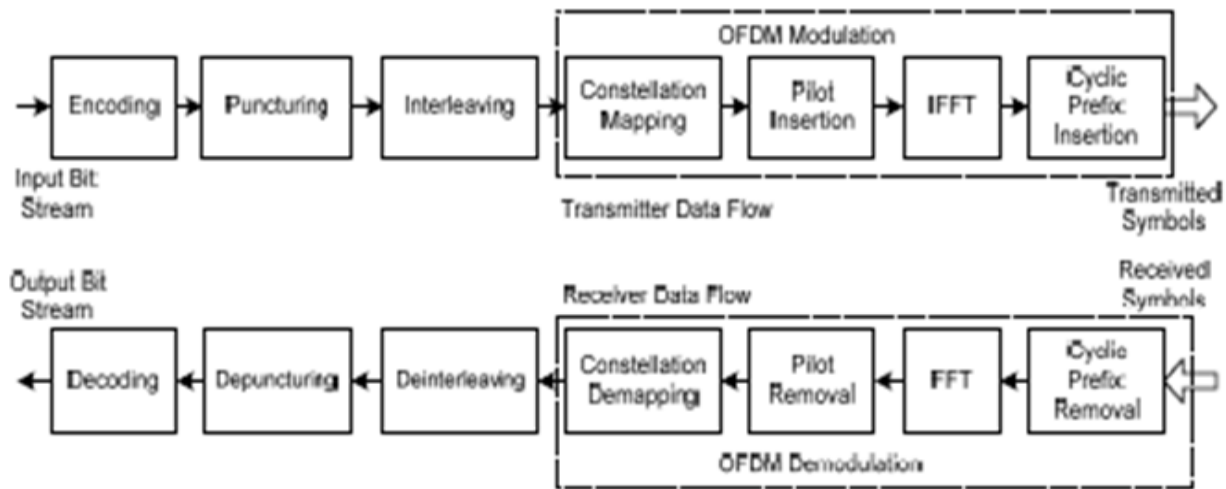 OFDM Modulation
Encoding
Puncturing
Interleaving
Constellation
Mapping
Pilot
Insertion
IFFT
Cyclic
Prefix
Insertion
Input Bit
Stream
Transmitter Data Flow
Transmitted
Symbols
Output Bit
Stream
Receiver Data Flow
Received
Symbols
Decoding
Depuncturing
Deinterleaving
Constellation
Demapping
Pilot
Removal
FFT
Cyclic
Prefix
Removal
OFDM Demodulation